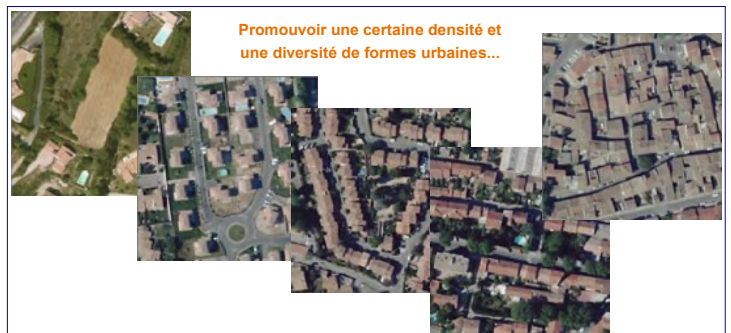 Promouvoir une certaine densité et
une diversité de formes urbaines...